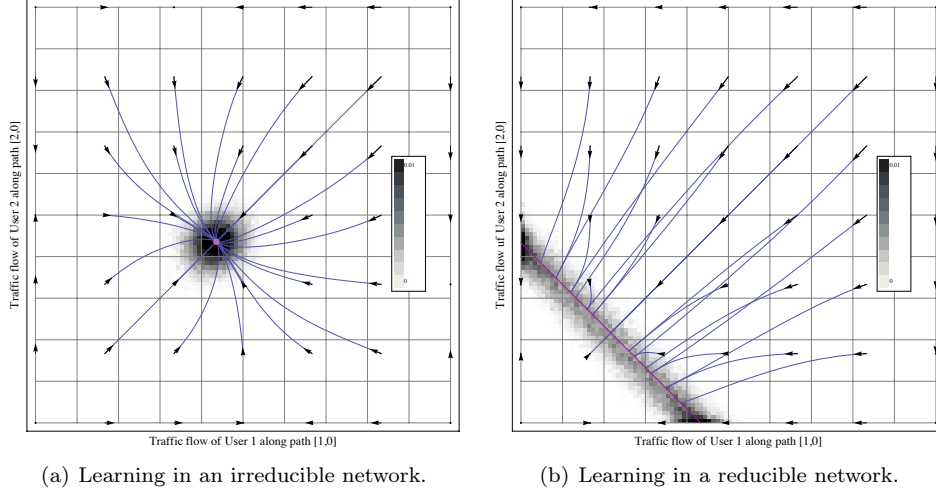 Traffic flow of User 2 along path [2,0]
0.01
0
Traffic flow of User 1 along path [1,0]
(a) Learning in an irreducible network.
Traffic flow of User 2 along path [2,0]
0.01
0
Traffic flow of User 1 along path [1,0]
(b) Learning in a reducible network.